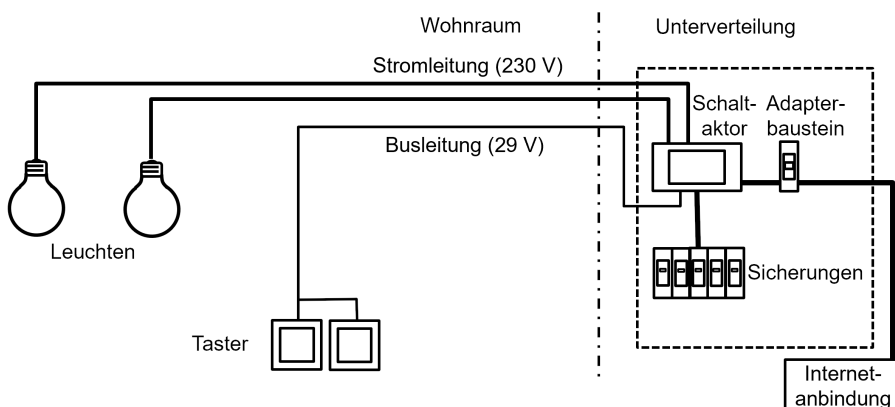 Wohnraum
Unterverteilung
Stromleitung (230 V)
Schalt-
aktor
Adapter-
baustein
Busleitung (29 V)
Leuchten
Sicherungen
Taster
Internet-
anbindung